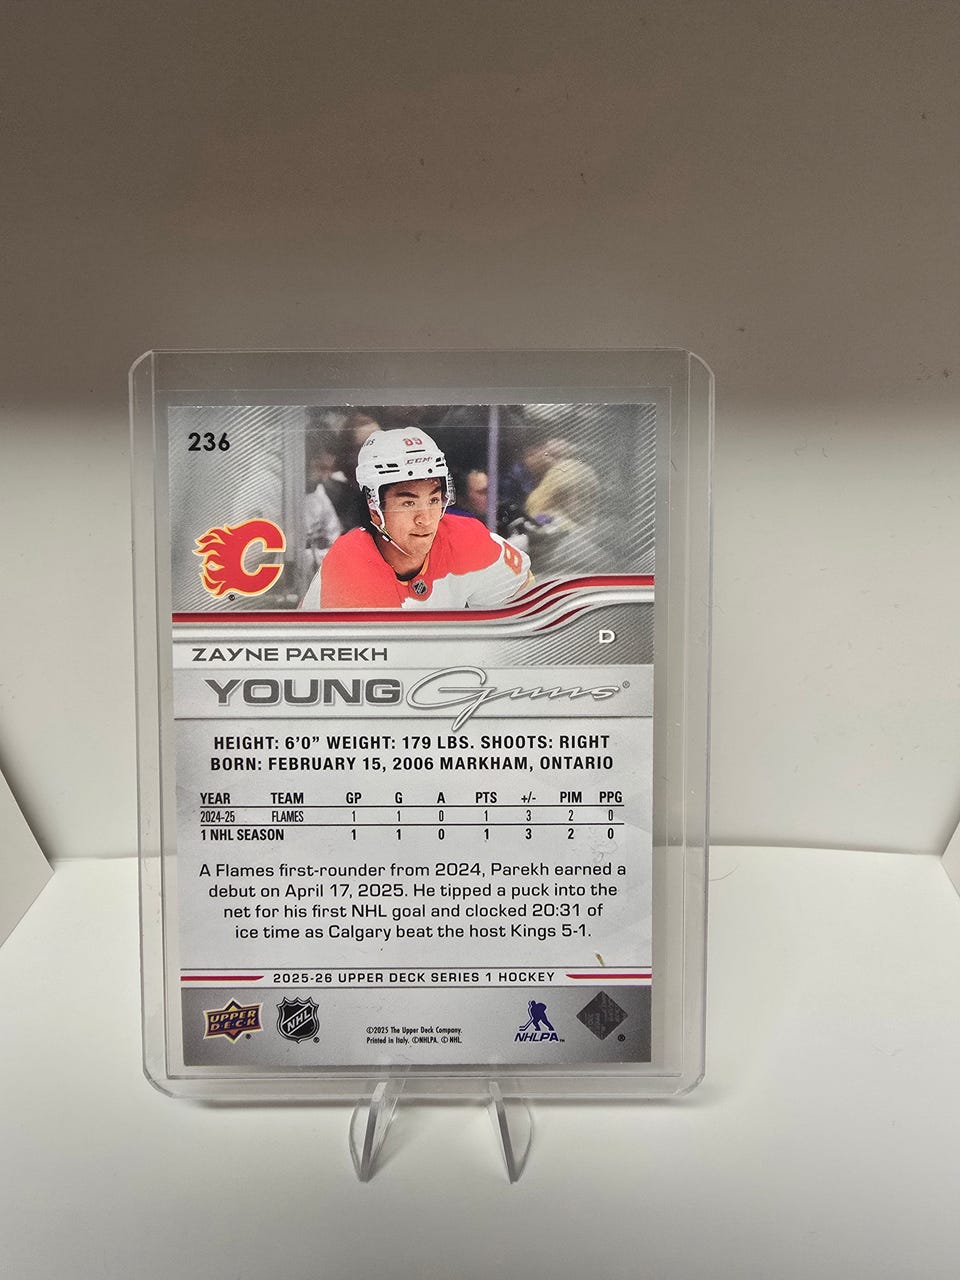 236
85
CCM
ZAYNE PAREKH
D
YOUNG Guns®
HEIGHT: 6'0" WEIGHT: 179 LBS. SHOOTS: RIGHT
BORN: FEBRUARY 15, 2006 MARKHAM, ONTARIO
YEAR TEAM GP G A PTS +/- PIM PPG
2024-25 FLAMES 1 1 0 1 3 2 0
1 NHL SEASON 1 1 0 1 3 2 0
A Flames first-rounder from 2024, Parekh earned a
debut on April 17, 2025. He tipped a puck into the
net for his first NHL goal and clocked 20:31 of
ice time as Calgary beat the host Kings 5-1.
2025-26 UPPER DECK SERIES 1 HOCKEY
UPPER DECK
NHL
©2025 The Upper Deck Company.
Printed in Italy. ©NHLPA. © NHL.
NHLPA™